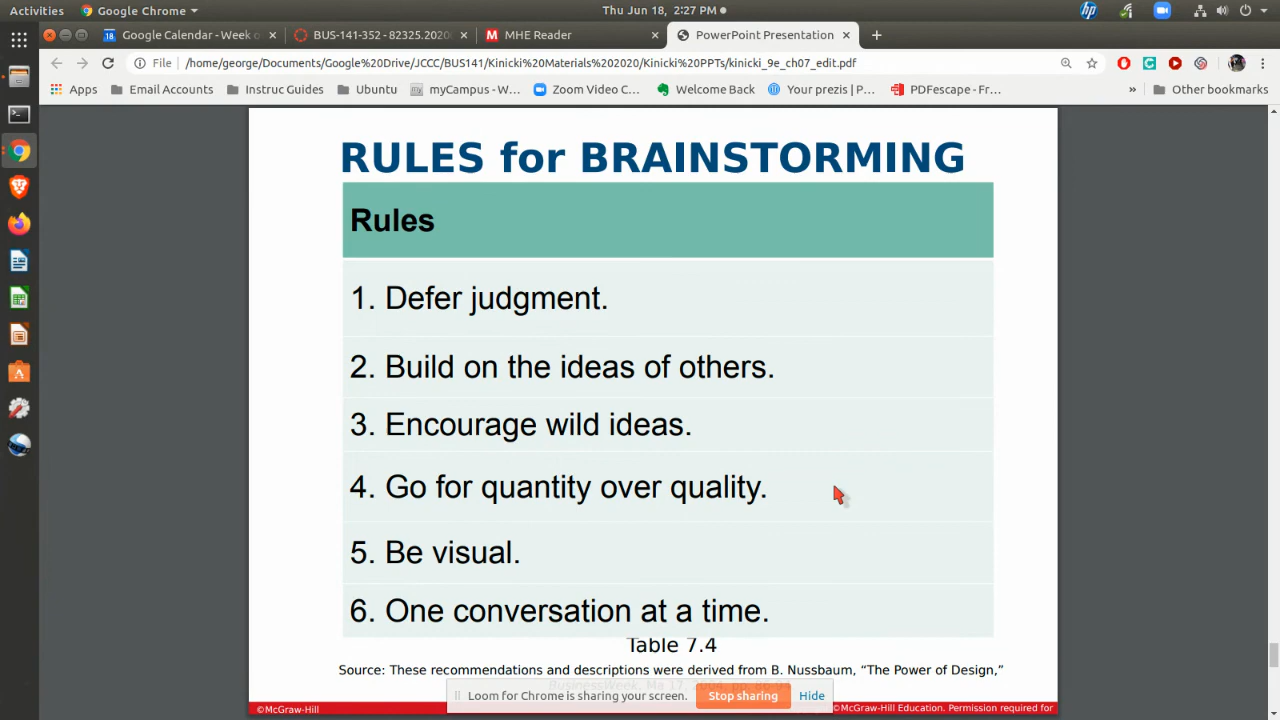 Activities
Google Chrome
Thu Jun 18, 2:27 PM
Google Calendar - Week o
BUS-141-352 - 82325.2020
MHE Reader
PowerPoint Presentation
File
/home/george/Documents/Google%20Drive/JCCC/BUS141/Kinicki%20Materials%202020/Kinicki%20PPTs/kinicki_9e_ch07_edit.pdf
Apps
Email Accounts
Instruc Guides
Ubuntu
myCampus - W...
Zoom Video C...
Welcome Back
Your prezis | P...
PDFescape - Fr...
»
Other bookmarks
RULES for BRAINSTORMING
Rules
1. Defer judgment.
2. Build on the ideas of others.
3. Encourage wild ideas.
4. Go for quantity over quality.
5. Be visual.
6. One conversation at a time.
Table 7.4
Source: These recommendations and descriptions were derived from B. Nussbaum, “The Power of Design,”
Loom for Chrome is sharing your screen.
Stop sharing
Hide
©McGraw-Hill
©McGraw-Hill Education. Permission required for